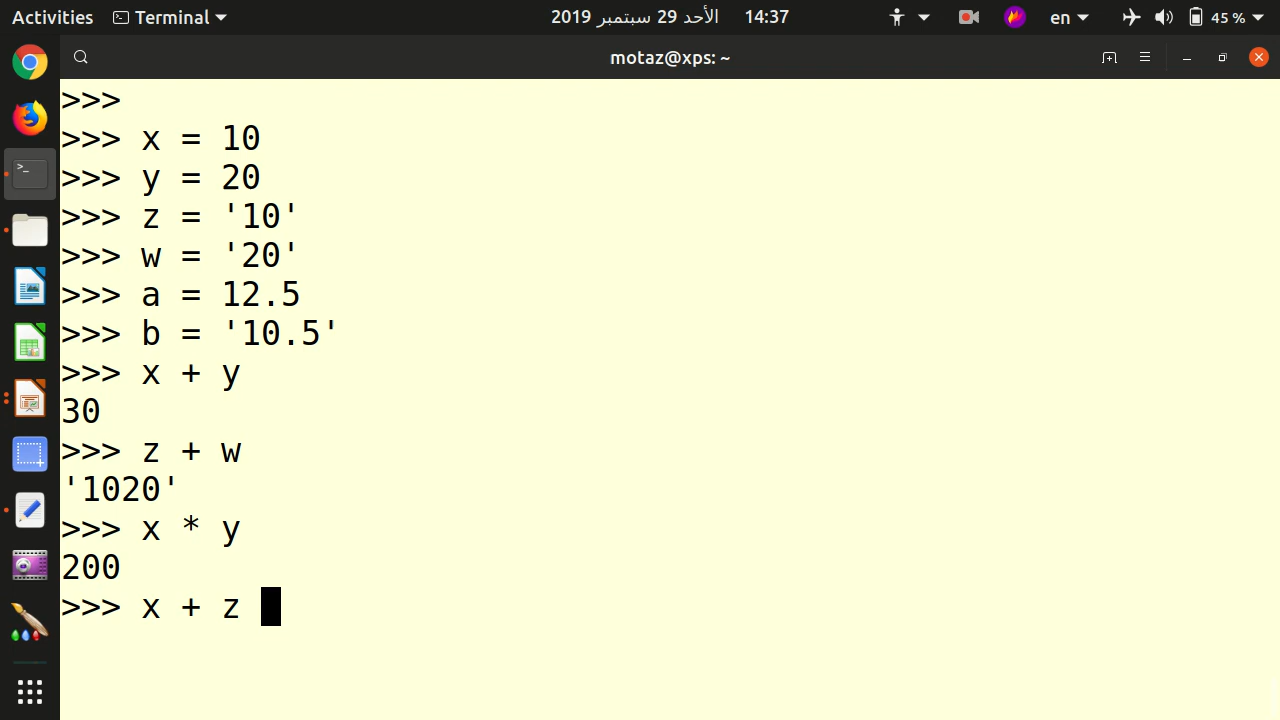 Activities Terminal الأحد 29 سبتمبر 2019 14:37 en 45 %
motaz@xps: ~
>>>
>>> x = 10
>>> y = 20
>>> z = '10'
>>> w = '20'
>>> a = 12.5
>>> b = '10.5'
>>> x + y
30
>>> z + w
'1020'
>>> x * y
200
>>> x + z